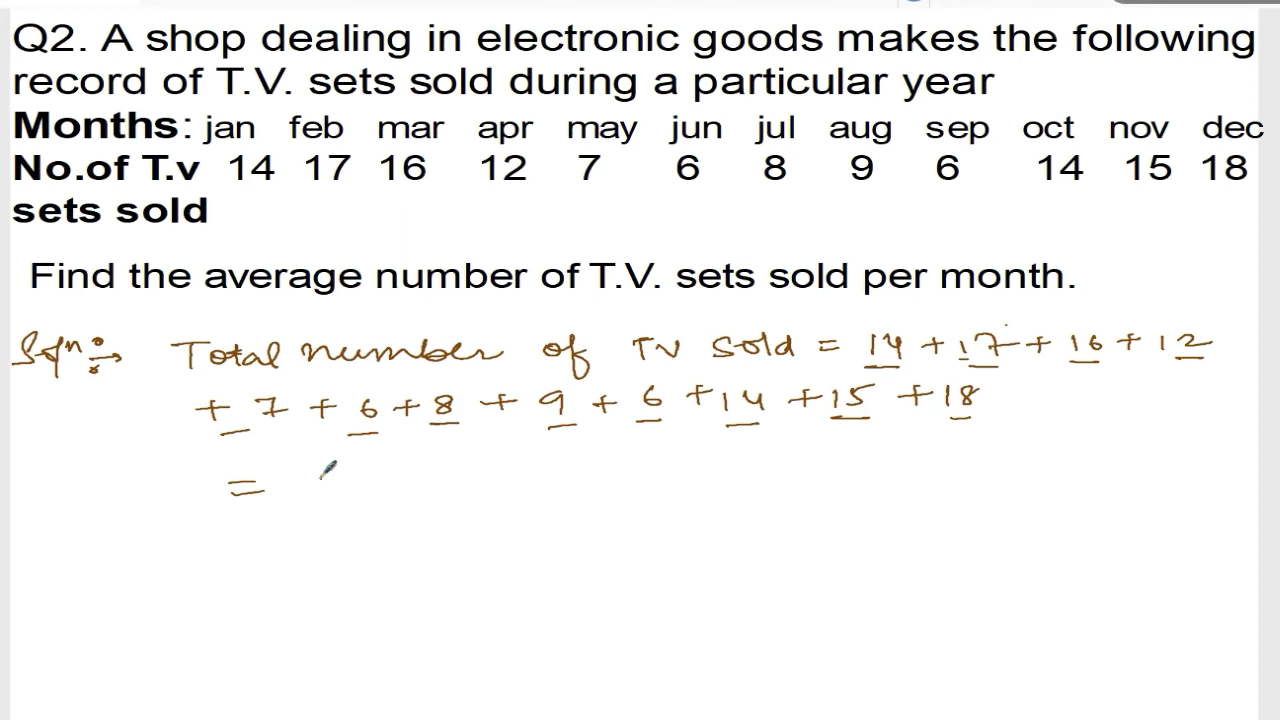 Q2. A shop dealing in electronic goods makes the following
record of T.V. sets sold during a particular year
Months: jan feb mar apr may jun jul aug sep oct nov dec
No.of T.v 14 17 16 12 7 6 8 9 6 14 15 18
sets sold
Find the average number of T.V. sets sold per month.
Sqn: Total number of TV sold = 14 + 17 + 16 + 12
+ 7 + 6 + 8 + 9 + 6 + 14 + 15 + 18
=